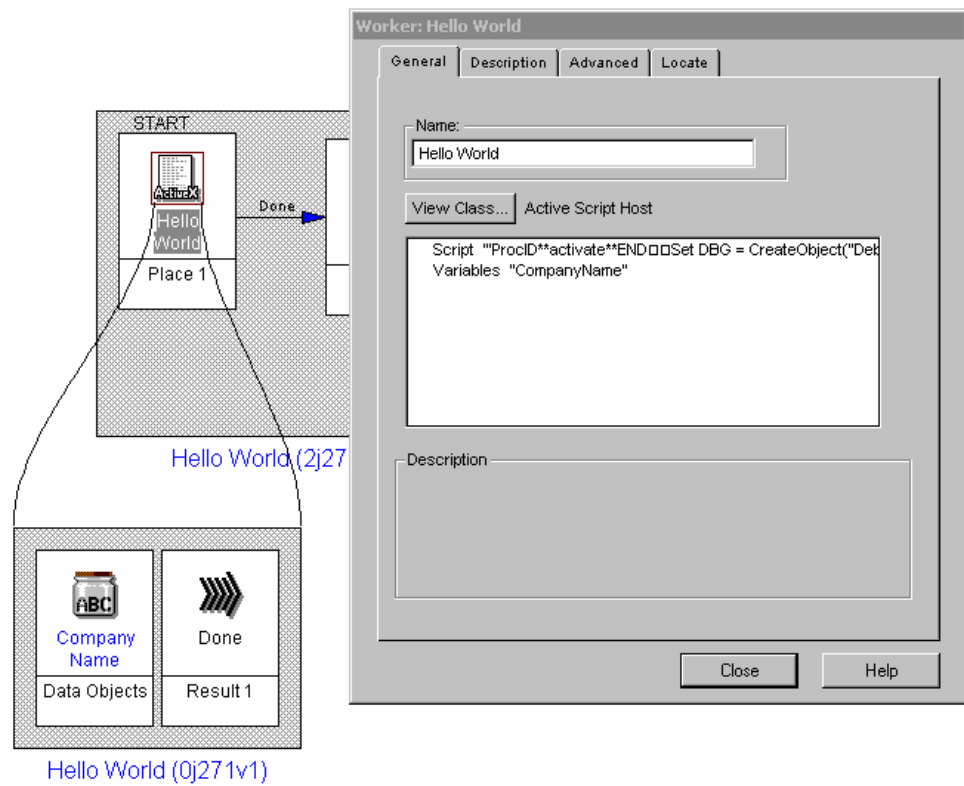 Worker: Hello World
General Description Advanced Locate
Name:
Hello World
View Class... Active Script Host
Script "'ProcID**activate**END□□Set DBG = CreateObject("Deb
Variables "CompanyName"
Description
Close Help
START
ActiveX
Hello
World
Place 1
Done
Hello World (2j27
ABC
Company
Name
Data Objects
Done
Result 1
Hello World (0j271v1)